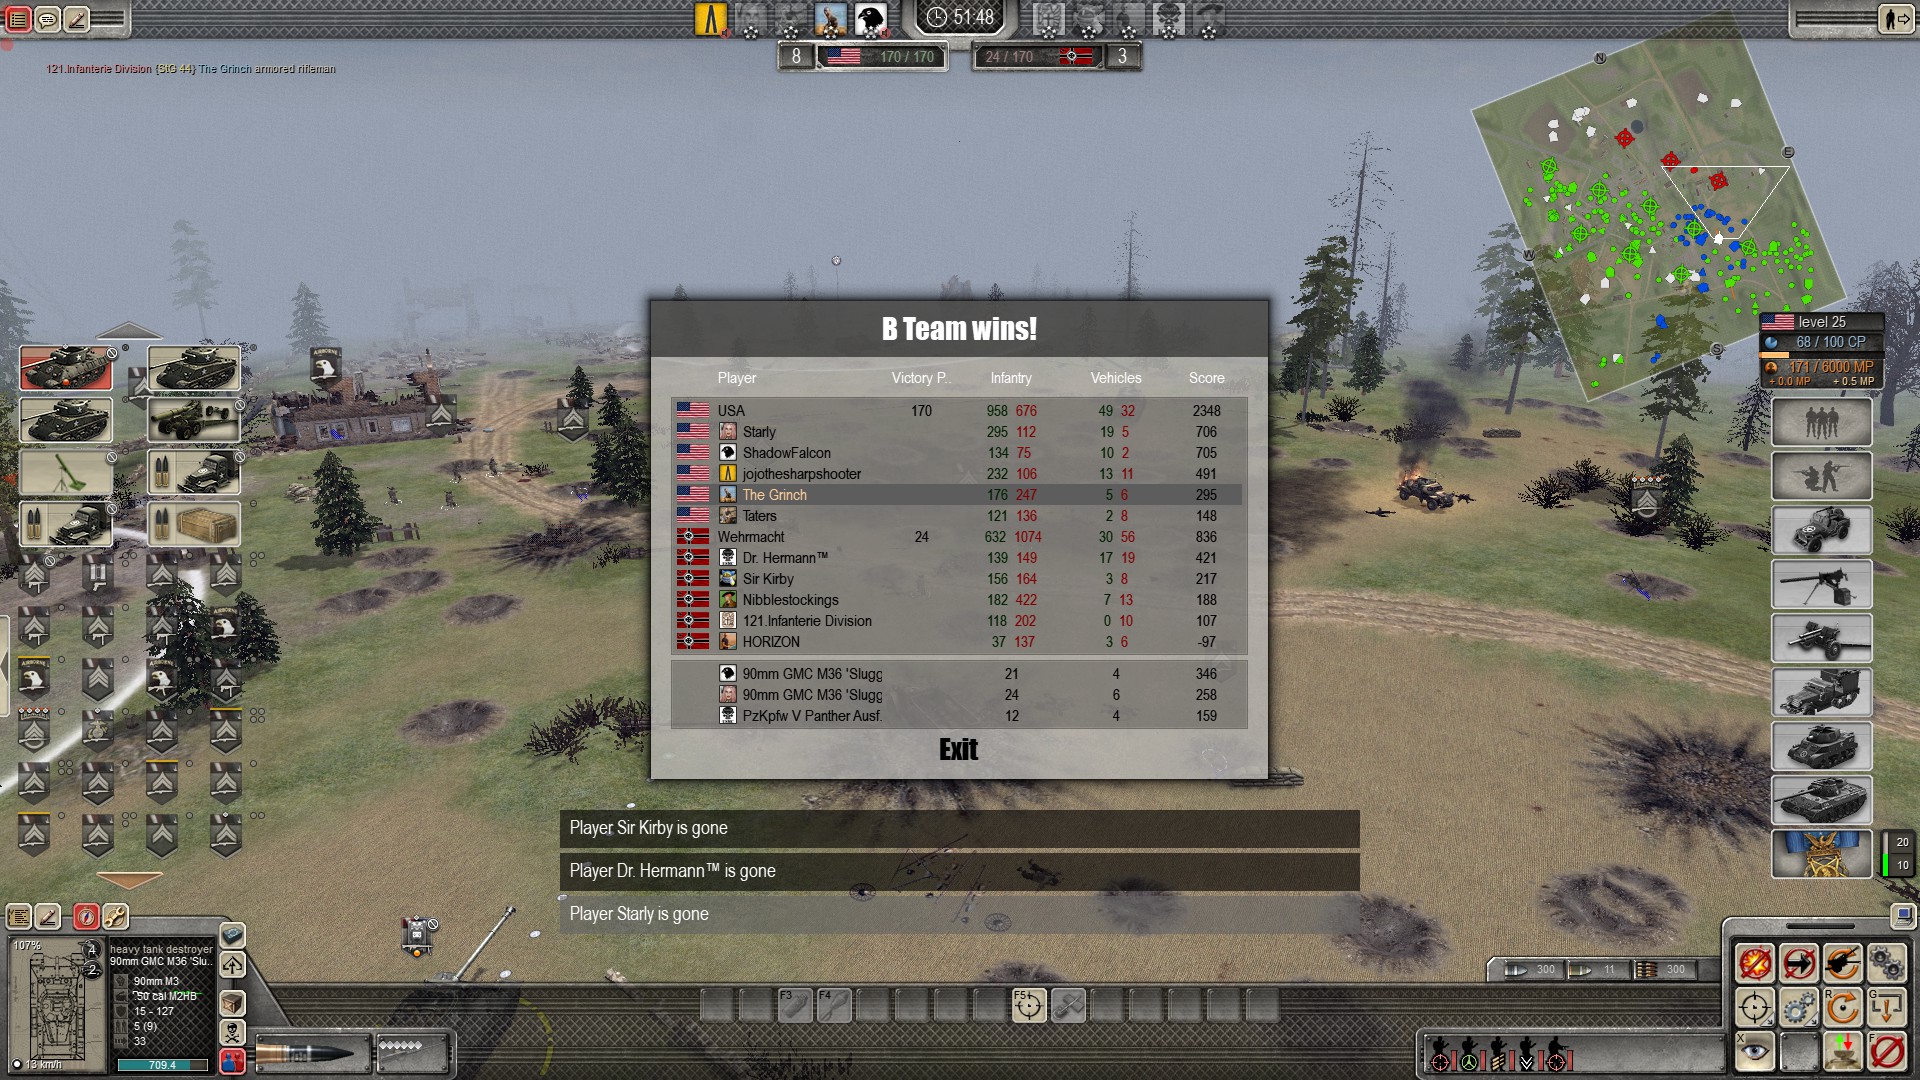 51:48
8 170 / 170 24 / 170 3
121.Infanterie Division {StG 44} The Grinch armored rifleman
N
E
W
S
level 25
68 / 100 CP
171 / 6000 MP
+ 0.0 MP + 0.5 MP
AIRBORNE
B Team wins!
Player Victory P.. Infantry Vehicles Score
USA 170 958 676 49 32 2348
Starly 295 112 19 5 706
ShadowFalcon 134 75 10 2 705
jojothesharpshooter 232 106 13 11 491
The Grinch 176 247 5 6 295
Taters 121 136 2 8 148
Wehrmacht 24 632 1074 30 56 836
Dr. Hermann™ 139 149 17 19 421
Sir Kirby 156 164 3 8 217
Nibblestockings 182 422 7 13 188
121.Infanterie Division 118 202 0 10 107
HORIZON 37 137 3 6 -97
90mm GMC M36 'Slugg 21 4 346
90mm GMC M36 'Slugg 24 6 258
PzKpfw V Panther Ausf. 12 4 159
Exit
AIRBORNE
AIRBORNE
Player Sir Kirby is gone
Player Dr. Hermann™ is gone
Player Starly is gone
20
10
107%
4
2
heavy tank destroyer
90mm GMC M36 'Slu..
90mm M3
.50 cal M2HB
15 - 127
5 (9)
33
13 km/h
709.4
F3 F4 F5
300 11 300
R G
X F